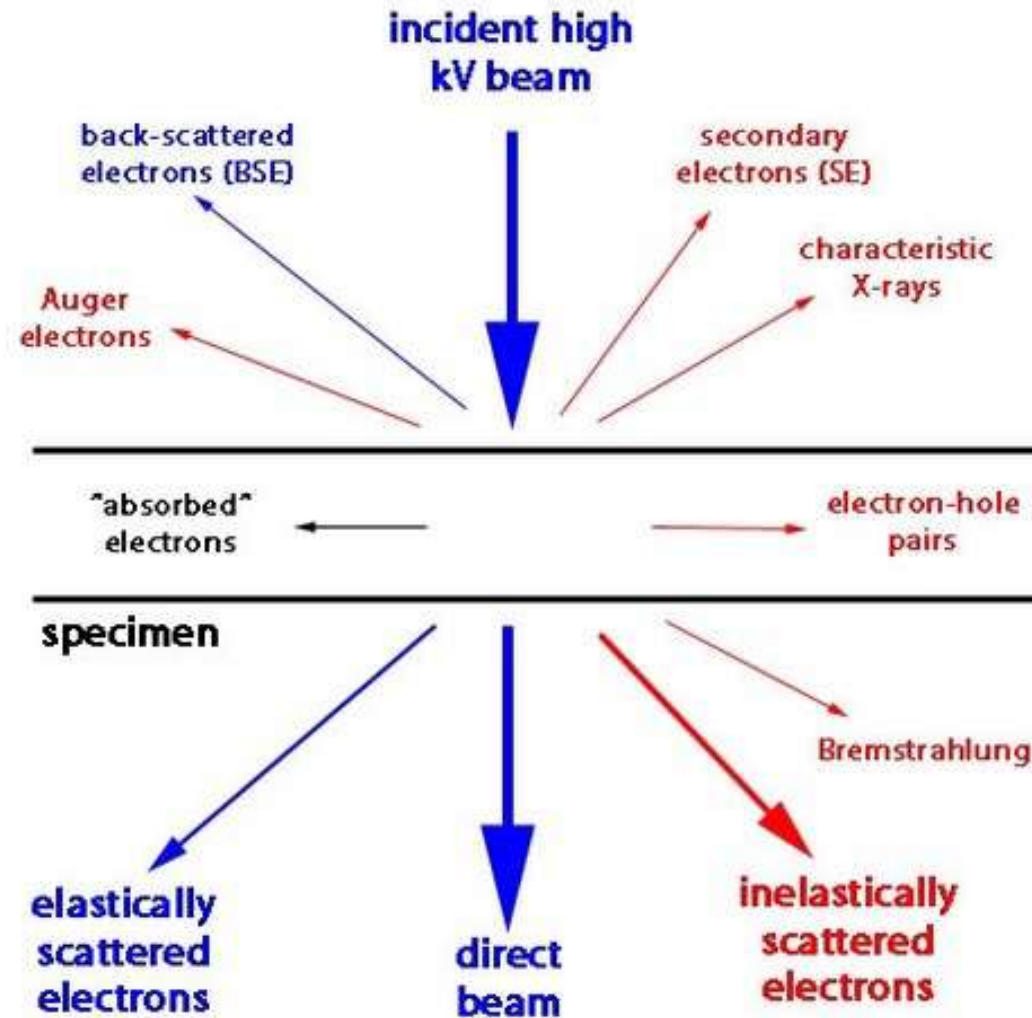 incident high
kV beam
back-scattered
electrons (BSE)
secondary
electrons (SE)
characteristic
X-rays
Auger
electrons
"absorbed"
electrons
electron-hole
pairs
specimen
Bremstrahlung
elastically
scattered
electrons
direct
beam
inelastically
scattered
electrons